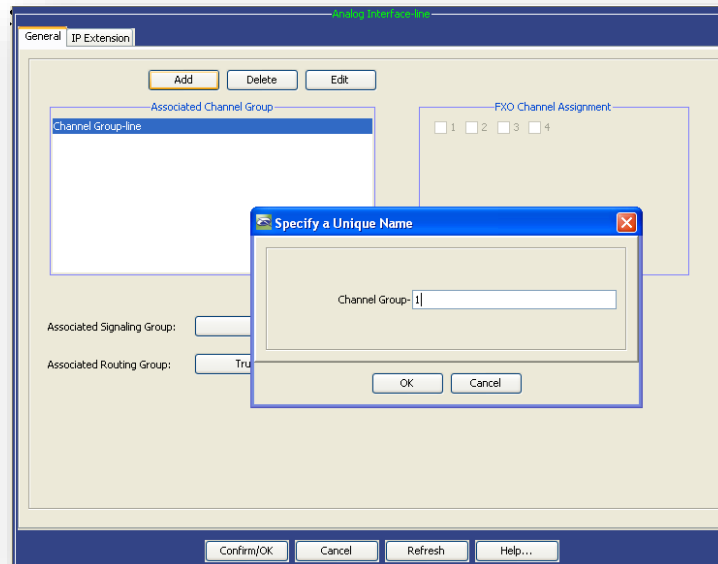 Analog Interface-line
General IP Extension
Add Delete Edit
Associated Channel Group
FXO Channel Assignment
Channel Group-line
1 2 3 4
Specify a Unique Name
Channel Group- 1
Associated Signaling Group:
Associated Routing Group: Tru
OK Cancel
Confirm/OK Cancel Refresh Help...